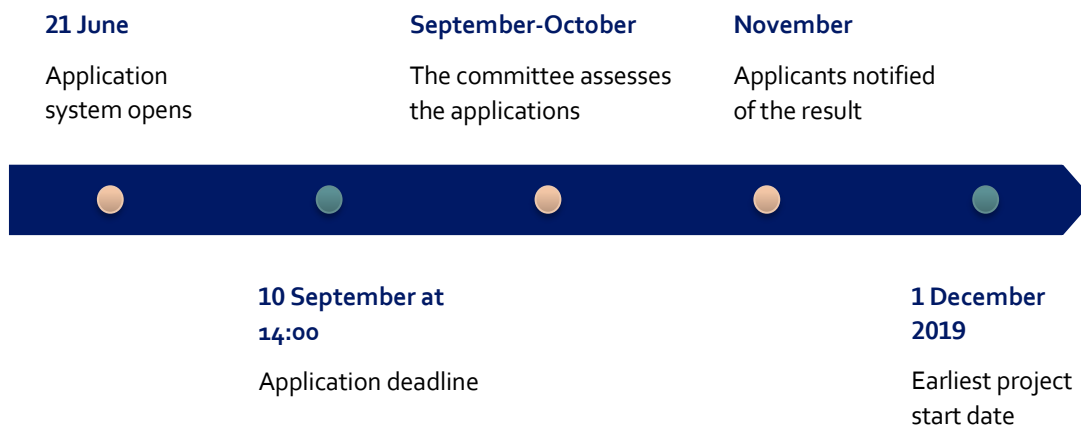 21 June
Application
system opens
September-October
The committee assesses
the applications
November
Applicants notified
of the result
10 September at
14:00
Application deadline
1 December
2019
Earliest project
start date